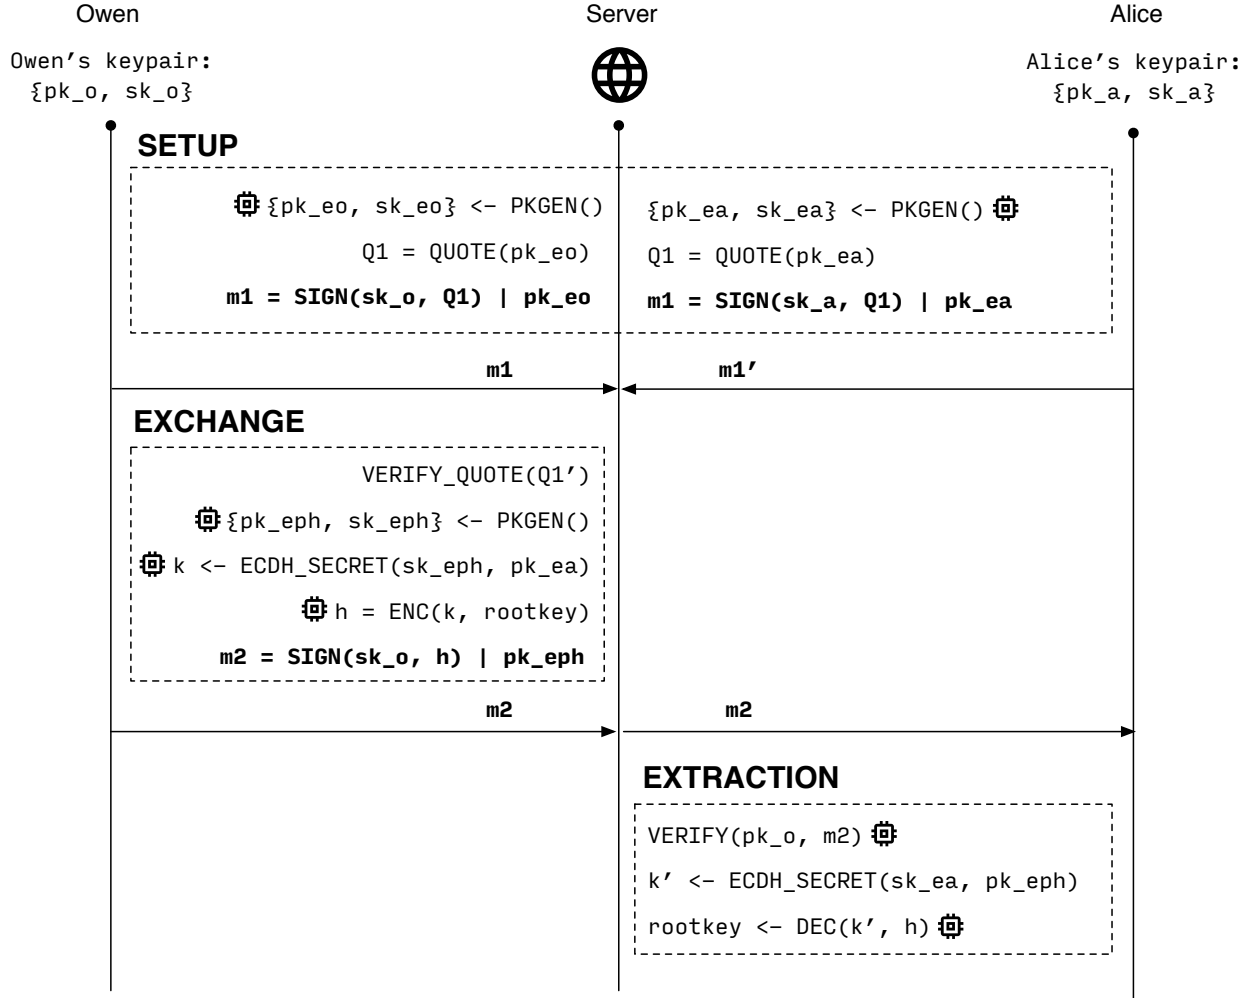 Owen
Server
Alice
Owen’s keypair:
{pk_o, sk_o}
Alice’s keypair:
{pk_a, sk_a}
SETUP
{pk_eo, sk_eo} <- PKGEN()
Q1 = QUOTE(pk_eo)
m1 = SIGN(sk_o, Q1) | pk_eo
{pk_ea, sk_ea} <- PKGEN()
Q1 = QUOTE(pk_ea)
m1 = SIGN(sk_a, Q1) | pk_ea
m1
m1’
EXCHANGE
VERIFY_QUOTE(Q1’)
{pk_eph, sk_eph} <- PKGEN()
k <- ECDH_SECRET(sk_eph, pk_ea)
h = ENC(k, rootkey)
m2 = SIGN(sk_o, h) | pk_eph
m2
m2
EXTRACTION
VERIFY(pk_o, m2)
k’ <- ECDH_SECRET(sk_ea, pk_eph)
rootkey <- DEC(k’, h)